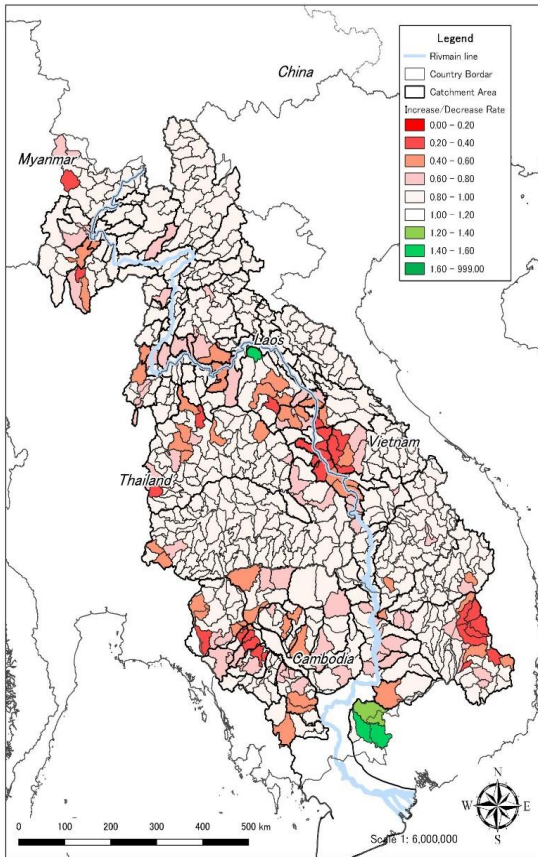 Legend
Rivmain line
Country Bordar
Catchment Area
Increase/Decrease Rate
0.00 - 0.20
0.20 - 0.40
0.40 - 0.60
0.60 - 0.80
0.80 - 1.00
1.00 - 1.20
1.20 - 1.40
1.40 - 1.60
1.60 - 999.00
China
Myanmar
Laos
Vietnam
Thailand
Cambodia
N
W E
S
0 100 200 300 400 500 km
Scale 1: 6,000,000